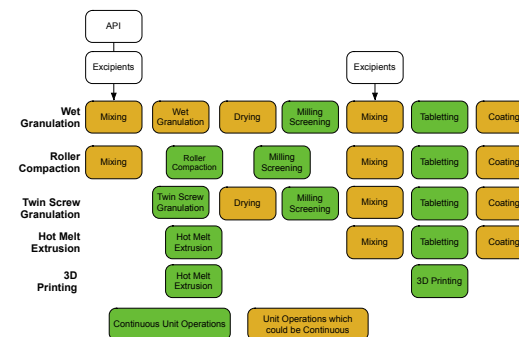 API
Excipients
Excipients
Wet
Granulation
Mixing
Wet
Granulation
Drying
Milling
Screening
Mixing
Tabletting
Coating
Roller
Compaction
Mixing
Roller
Compaction
Milling
Screening
Mixing
Tabletting
Coating
Twin Screw
Granulation
Twin Screw
Granulation
Drying
Milling
Screening
Mixing
Tabletting
Coating
Hot Melt
Extrusion
Hot Melt
Extrusion
Mixing
Tabletting
Coating
3D
Printing
Hot Melt
Extrusion
3D Printing
Continuous Unit Operations
Unit Operations which
could be Continuous